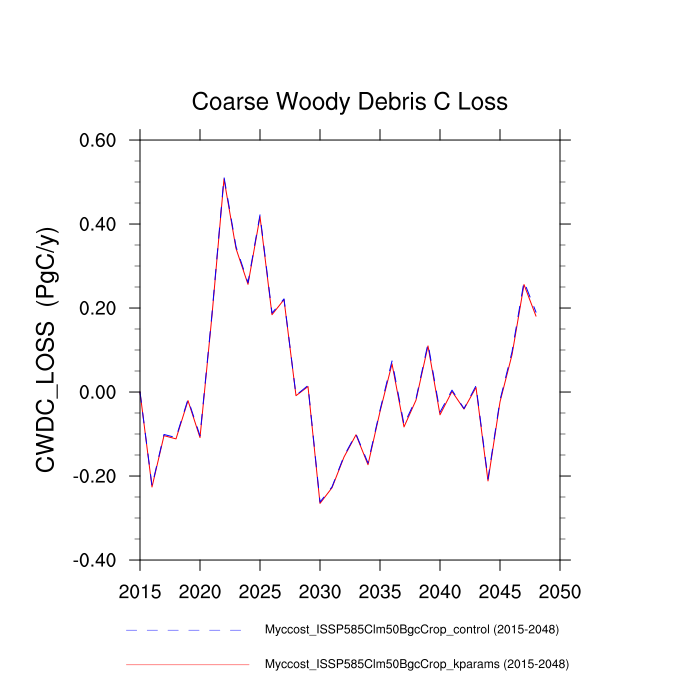 Coarse Woody Debris C Loss
CWDC_LOSS (PgC/y)
0.60
0.40
0.20
0.00
-0.20
-0.40
2015 2020 2025 2030 2035 2040 2045 2050
Myccost_ISSP585Clm50BgcCrop_control (2015-2048)
Myccost_ISSP585Clm50BgcCrop_kparams (2015-2048)